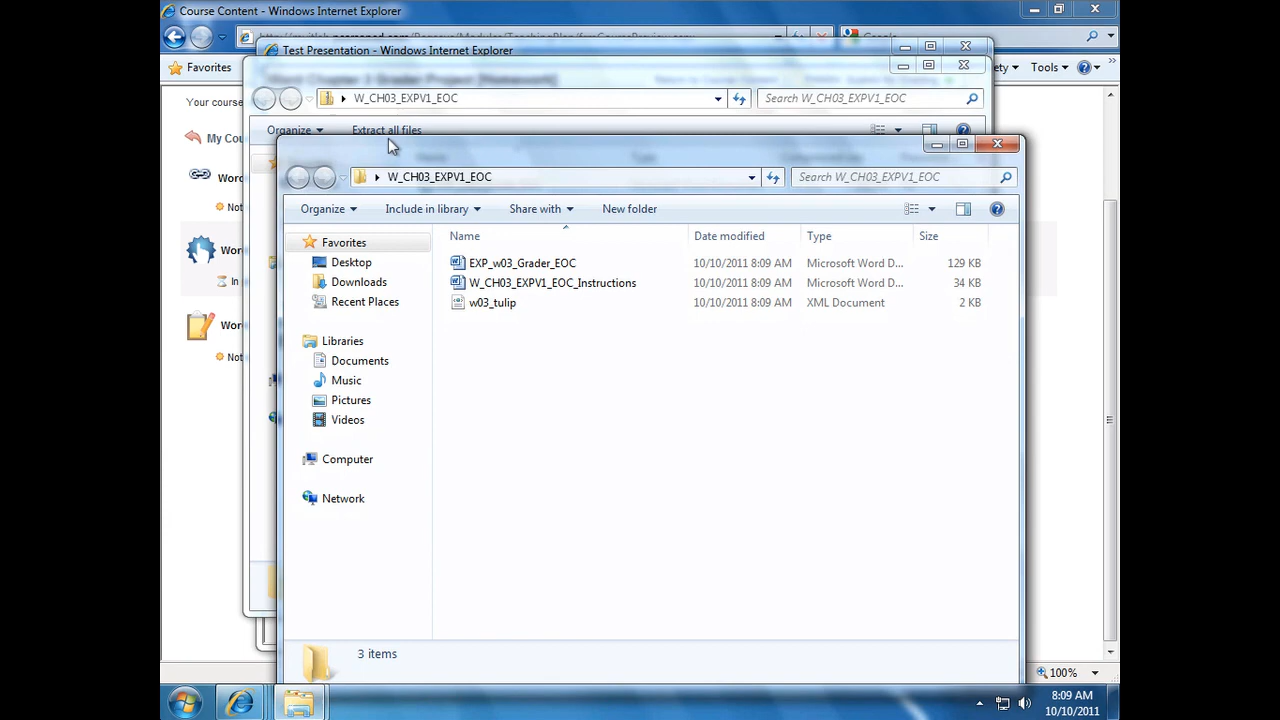 Course Content - Windows Internet Explorer
Test Presentation - Windows Internet Explorer
Favorites
Tools
W_CH03_EXPV1_EOC
Search W_CH03_EXPV1_EOC
Your course
Organize
Extract all files
My Cou
W_CH03_EXPV1_EOC
Search W_CH03_EXPV1_EOC
Word
Not
Organize
Include in library
Share with
New folder
Name
Date modified
Type
Size
Favorites
Desktop
Downloads
Recent Places
Libraries
Documents
Music
Pictures
Videos
Computer
Network
EXP_w03_Grader_EOC
10/10/2011 8:09 AM
Microsoft Word D...
129 KB
W_CH03_EXPV1_EOC_Instructions
10/10/2011 8:09 AM
Microsoft Word D...
34 KB
w03_tulip
10/10/2011 8:09 AM
XML Document
2 KB
Wor
In
Wor
Not
3 items
100%
8:09 AM
10/10/2011